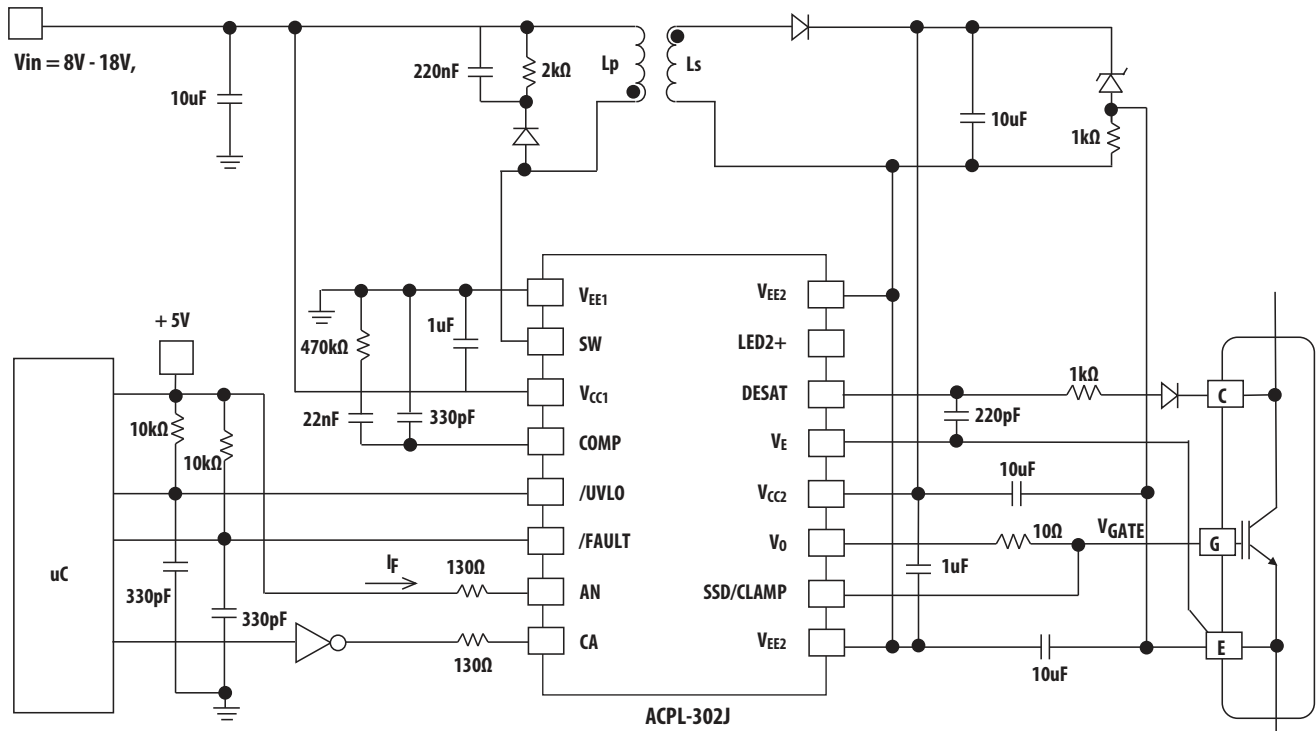 Vin = 8V - 18V,
10uF
220nF
2kΩ
Lp
Ls
10uF
1kΩ
+ 5V
470kΩ
1uF
22nF
330pF
VEE1
SW
VCC1
COMP
/UVLO
/FAULT
AN
CA
VEE2
LED2+
DESAT
VE
VCC2
VO
SSD/CLAMP
VEE2
ACPL-302J
10kΩ
10kΩ
uC
330pF
330pF
IF
130Ω
130Ω
1kΩ
220pF
10uF
10Ω
VGATE
1uF
10uF
C
G
E